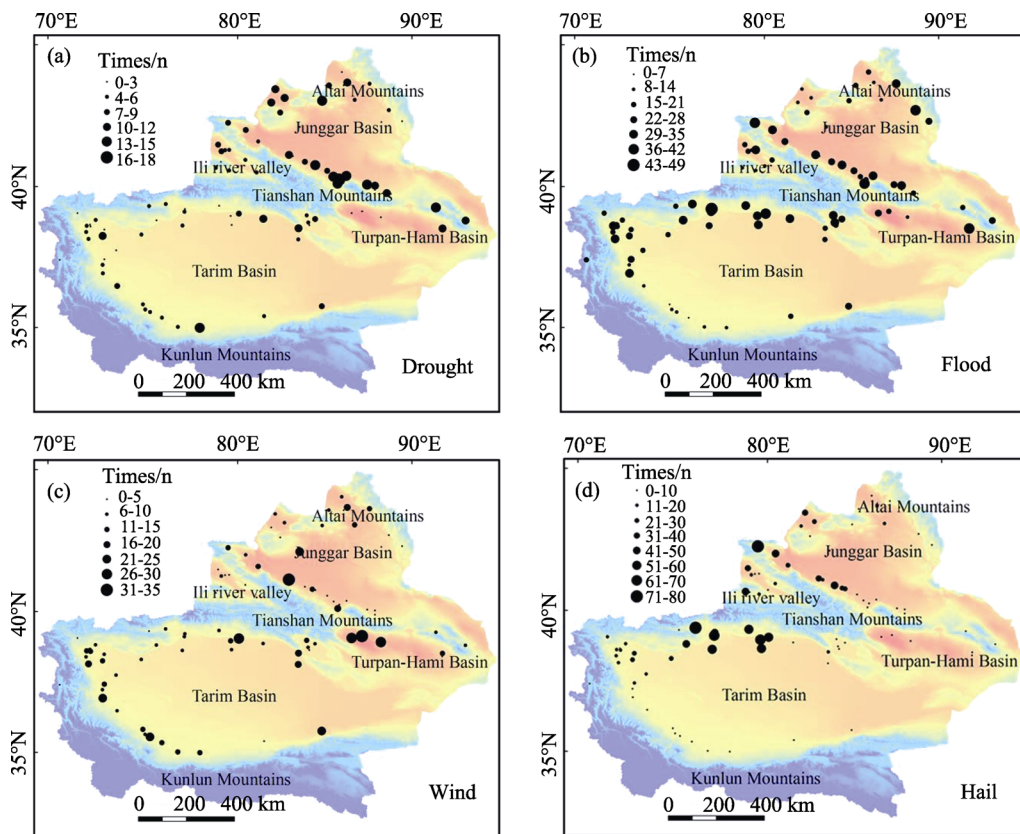 70°E 80°E 90°E
(a)
Times/n
0-3
4-6
7-9
10-12
13-15
16-18
Altai Mountains
Junggar Basin
Ili river valley
Tianshan Mountains
Turpan-Hami Basin
Tarim Basin
Kunlun Mountains
40°N
35°N
0 200 400 km
Drought
70°E 80°E 90°E
(b)
Times/n
0-7
8-14
15-21
22-28
29-35
36-42
43-49
Altai Mountains
Junggar Basin
Ili river valley
Tianshan Mountains
Turpan-Hami Basin
Tarim Basin
Kunlun Mountains
40°N
35°N
0 200 400 km
Flood
70°E 80°E 90°E
(c)
Times/n
0-5
6-10
11-15
16-20
21-25
26-30
31-35
Altai Mountains
Junggar Basin
Ili river valley
Tianshan Mountains
Turpan-Hami Basin
Tarim Basin
Kunlun Mountains
40°N
35°N
0 200 400 km
Wind
70°E 80°E 90°E
(d)
Times/n
0-10
11-20
21-30
31-40
41-50
51-60
61-70
71-80
Altai Mountains
Junggar Basin
Ili river valley
Tianshan Mountains
Turpan-Hami Basin
Tarim Basin
Kunlun Mountains
40°N
35°N
0 200 400 km
Hail